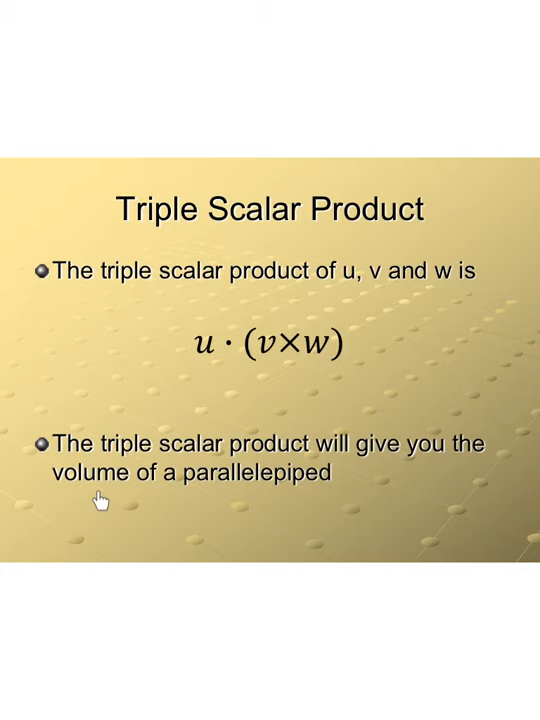 Triple Scalar Product
The triple scalar product of u, v and w is
u · (v×w)
The triple scalar product will give you the
volume of a parallelepiped